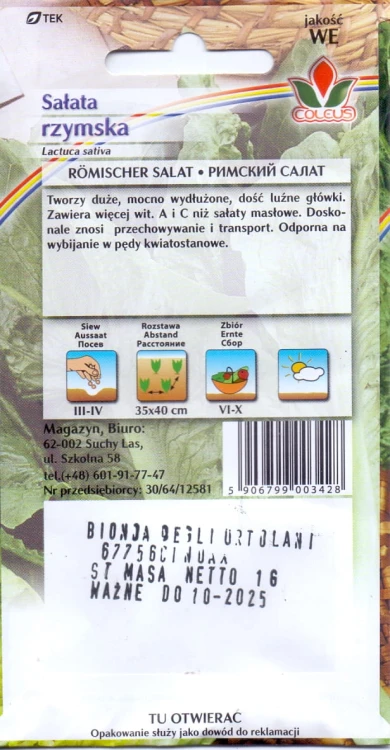 TEK
jakość
WE
COLEUS
Sałata
rzymska
Lactuca sativa
RÖMISCHER SALAT • РИМСКИЙ САЛАТ
Tworzy duże, mocno wydłużone, dość luźne główki.
Zawiera więcej wit. A i C niż sałaty masłowe. Dosko-
nale znosi przechowywanie i transport. Odporna na
wybijanie w pędy kwiatostanowe.
Siew
Aussaat
Посев
III-IV
Rozstawa
Abstand
Расстояние
35x40 cm
Zbiór
Ernte
Сбор
VI-X
Magazyn, Biuro:
62-002 Suchy Las,
ul. Szkolna 58
tel.(+48) 601-91-77-47
Nr przedsiębiorcy: 30/64/12581
5 906799 003428
BIONDA DEGLI ORTOLANI
ST MASA NETTO 1G
WAŻNE DO 10-2025
TU OTWIERAĆ
Opakowanie służy jako dowód do reklamacji